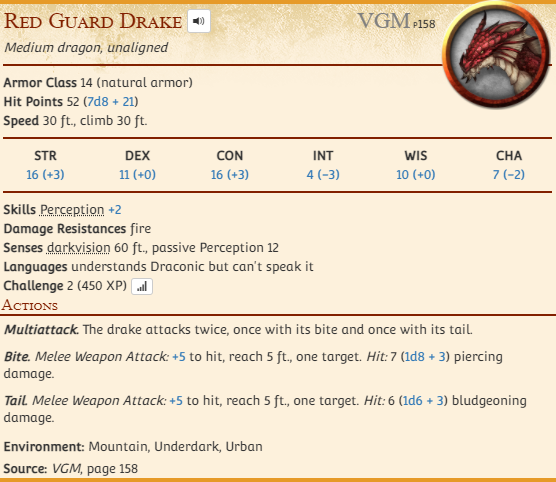 Red Guard Drake
VGM P158
Medium dragon, unaligned
Armor Class 14 (natural armor)
Hit Points 52 (7d8 + 21)
Speed 30 ft., climb 30 ft.
STR DEX CON INT WIS CHA
16 (+3) 11 (+0) 16 (+3) 4 (−3) 10 (+0) 7 (−2)
Skills Perception +2
Damage Resistances fire
Senses darkvision 60 ft., passive Perception 12
Languages understands Draconic but can't speak it
Challenge 2 (450 XP)
Actions
Multiattack. The drake attacks twice, once with its bite and once with its tail.
Bite. Melee Weapon Attack: +5 to hit, reach 5 ft., one target. Hit: 7 (1d8 + 3) piercing
damage.
Tail. Melee Weapon Attack: +5 to hit, reach 5 ft., one target. Hit: 6 (1d6 + 3) bludgeoning
damage.
Environment: Mountain, Underdark, Urban
Source: VGM, page 158